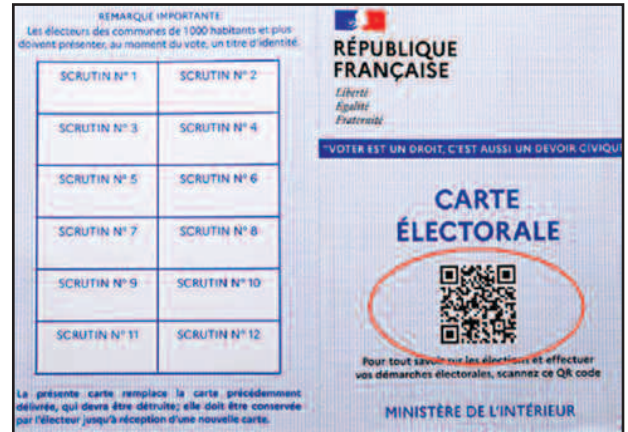 REMARQUE IMPORTANTE:
Les électeurs des communes de 1000 habitants et plus
doivent présenter, au moment du vote, un titre d'identité.
SCRUTIN N° 1 SCRUTIN N° 2
SCRUTIN N° 3 SCRUTIN N° 4
SCRUTIN N° 5 SCRUTIN N° 6
SCRUTIN N° 7 SCRUTIN N° 8
SCRUTIN N° 9 SCRUTIN N° 10
SCRUTIN N° 11 SCRUTIN N° 12
La présente carte remplace la carte précédemment
délivrée, qui devra être détruite; elle doit être conservée
par l'électeur jusqu'à réception d'une nouvelle carte.
RÉPUBLIQUE
FRANÇAISE
Liberté
Égalité
Fraternité
"VOTER EST UN DROIT, C'EST AUSSI UN DEVOIR CIVIQU
CARTE
ÉLECTORALE
Pour tout savoir sur les élections et effectuer
vos démarches électorales, scannez ce QR code
MINISTÈRE DE L'INTÉRIEUR